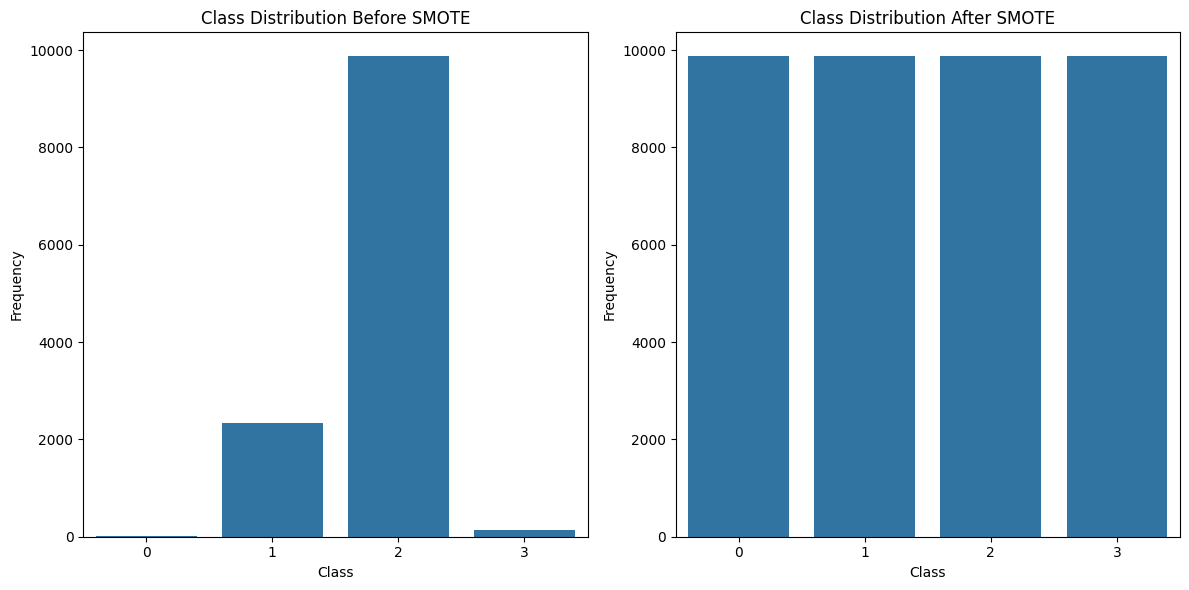 Class Distribution Before SMOTE
10000
8000
6000
4000
2000
0
Frequency
0 1 2 3
Class
Class Distribution After SMOTE
10000
8000
6000
4000
2000
0
Frequency
0 1 2 3
Class